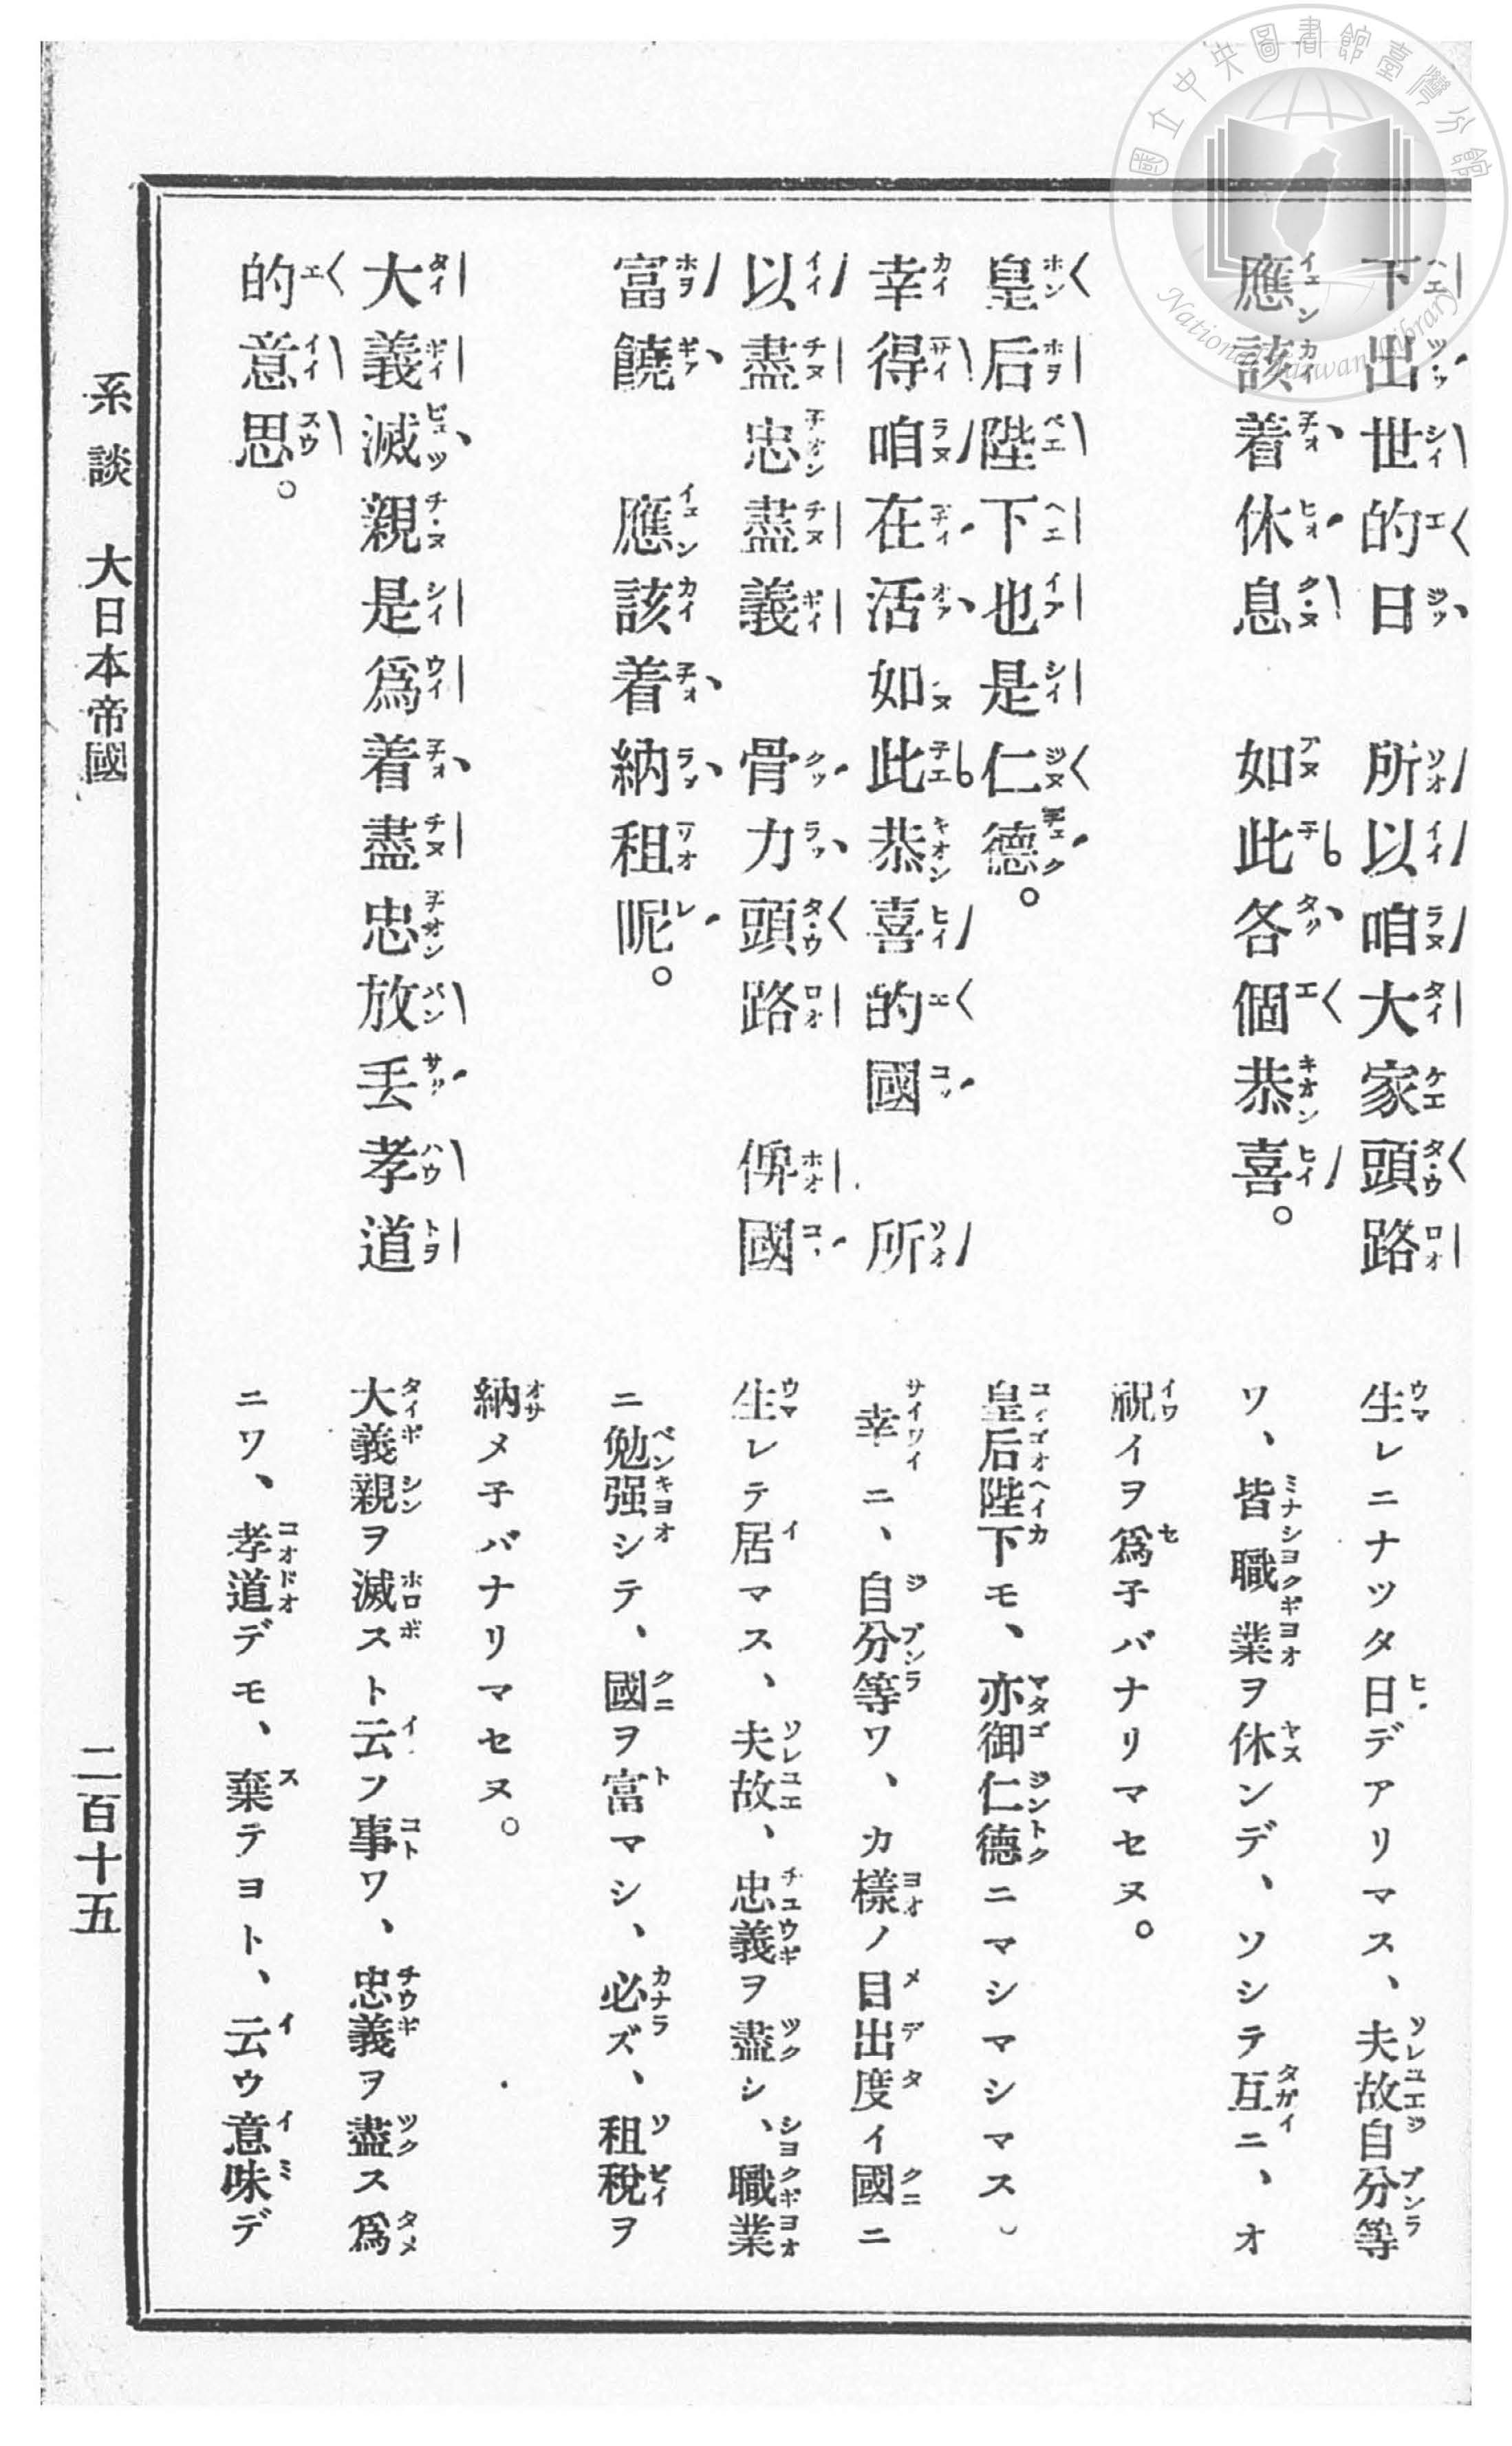 下出世的日　所以咱大家頭路
應該着休息　如此各個恭喜。
皇后陛下也是仁德。
幸得咱在活如此恭喜的國　所
以盡忠盡義　骨力頭路　俾國
富饒　應該着納租呢。
大義滅親是爲着盡忠放丢孝道
的意思。
生レニナツタ日デアリマス、夫故自分等
ワ、皆職業ヲ休ンデ、ソシテ互ニ、オ
祝イヲ爲子バナリマセヌ。
皇后陛下モ、亦御仁德ニマシマシマス。
幸ニ、自分等ワ、カ樣ノ目出度イ國ニ
生レテ居マス、夫故、忠義ヲ盡シ、職業
ニ勉强シテ、國ヲ富マシ、必ズ、租稅ヲ
納メ子バナリマセヌ。
大義親ヲ滅スト云フ事ワ、忠義ヲ盡ス爲
ニワ、孝道デモ、棄テヨト、云ウ意味デ
系談　大日本帝國
二百十五
國立中央圖書館臺灣分館
National Taiwan Library